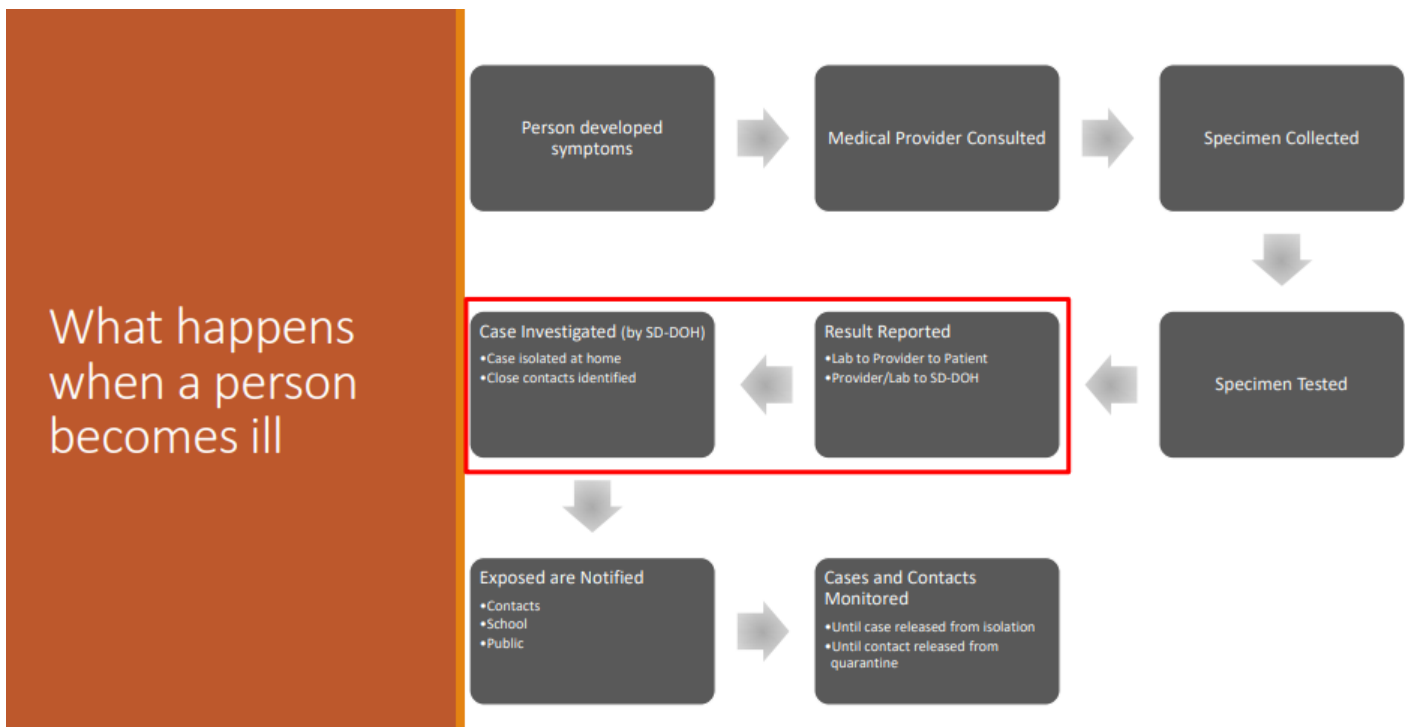 What happens
when a person
becomes ill
Person developed
symptoms
Medical Provider Consulted
Specimen Collected
Specimen Tested
Result Reported
•Lab to Provider to Patient
•Provider/Lab to SD-DOH
Case Investigated (by SD-DOH)
•Case isolated at home
•Close contacts identified
Exposed are Notified
•Contacts
•School
•Public
Cases and Contacts
Monitored
•Until case released from isolation
•Until contact released from
quarantine